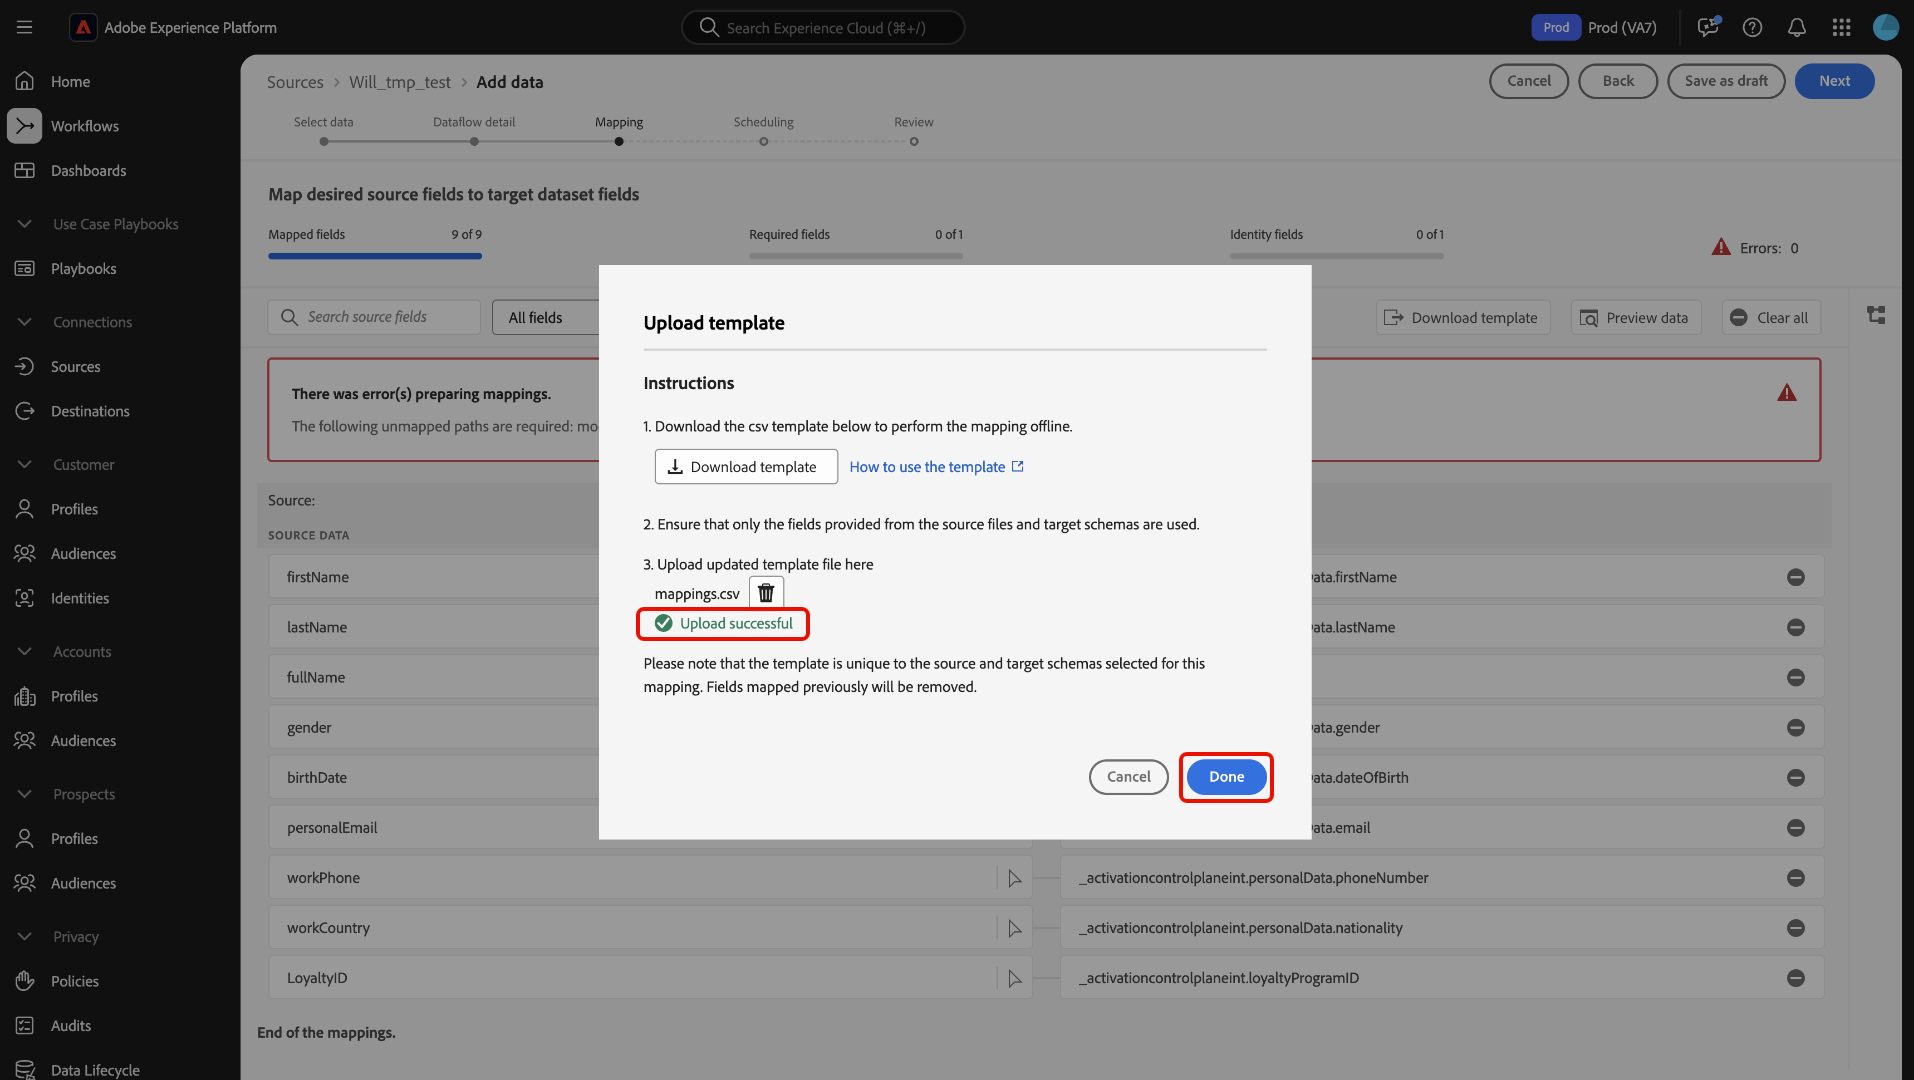 Adobe Experience Platform
Search Experience Cloud (⌘+/)
Prod
Prod (VA7)
Home
Workflows
Dashboards
Use Case Playbooks
Playbooks
Connections
Sources
Destinations
Customer
Profiles
Audiences
Identities
Accounts
Profiles
Audiences
Prospects
Profiles
Audiences
Privacy
Policies
Audits
Data Lifecycle
Sources > Will_tmp_test > Add data
Cancel
Back
Save as draft
Next
Select data
Dataflow detail
Mapping
Scheduling
Review
Map desired source fields to target dataset fields
Mapped fields 9 of 9
Required fields 0 of 1
Identity fields 0 of 1
Errors: 0
Search source fields
All fields
Download template
Preview data
Clear all
There was error(s) preparing mappings.
The following unmapped paths are required:
Source:
SOURCE DATA
firstName
ata.firstName
lastName
ata.lastName
fullName
gender
ata.gender
birthDate
ata.dateOfBirth
personalEmail
ata.email
workPhone
_activationcontrolplaneint.personalData.phoneNumber
workCountry
_activationcontrolplaneint.personalData.nationality
LoyaltyID
_activationcontrolplaneint.loyaltyProgramID
End of the mappings.
Upload template
Instructions
1. Download the csv template below to perform the mapping offline.
Download template
How to use the template
2. Ensure that only the fields provided from the source files and target schemas are used.
3. Upload updated template file here
mappings.csv
Upload successful
Please note that the template is unique to the source and target schemas selected for this
mapping. Fields mapped previously will be removed.
Cancel
Done